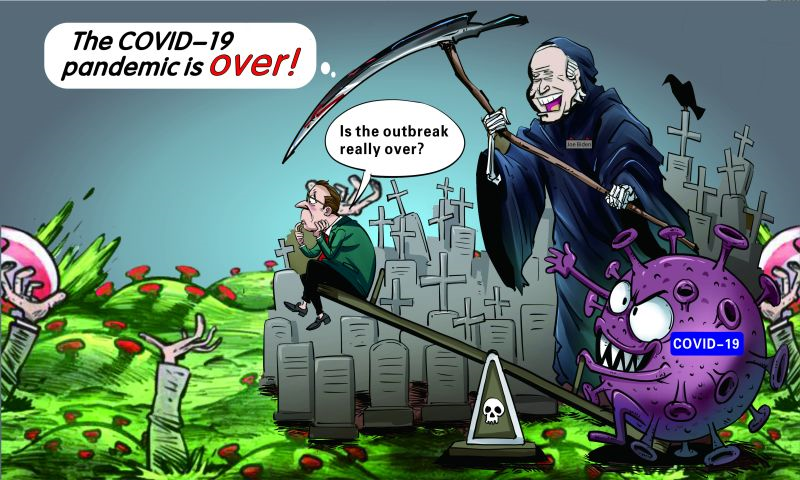 The COVID–19
pandemic is over!
Is the outbreak
really over?
Joe Biden
COVID–19